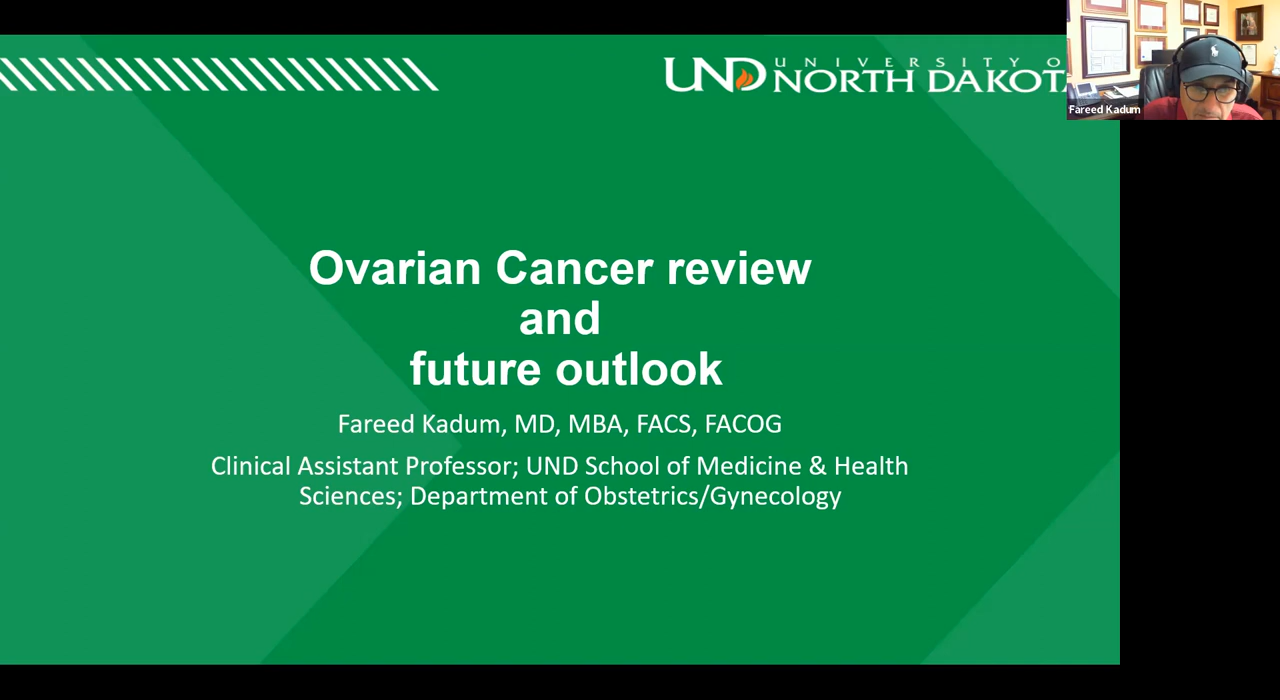 UND UNIVERSITY O
NORTH DAKOTA
Fareed Kadum
Ovarian Cancer review
and
future outlook
Fareed Kadum, MD, MBA, FACS, FACOG
Clinical Assistant Professor; UND School of Medicine & Health
Sciences; Department of Obstetrics/Gynecology